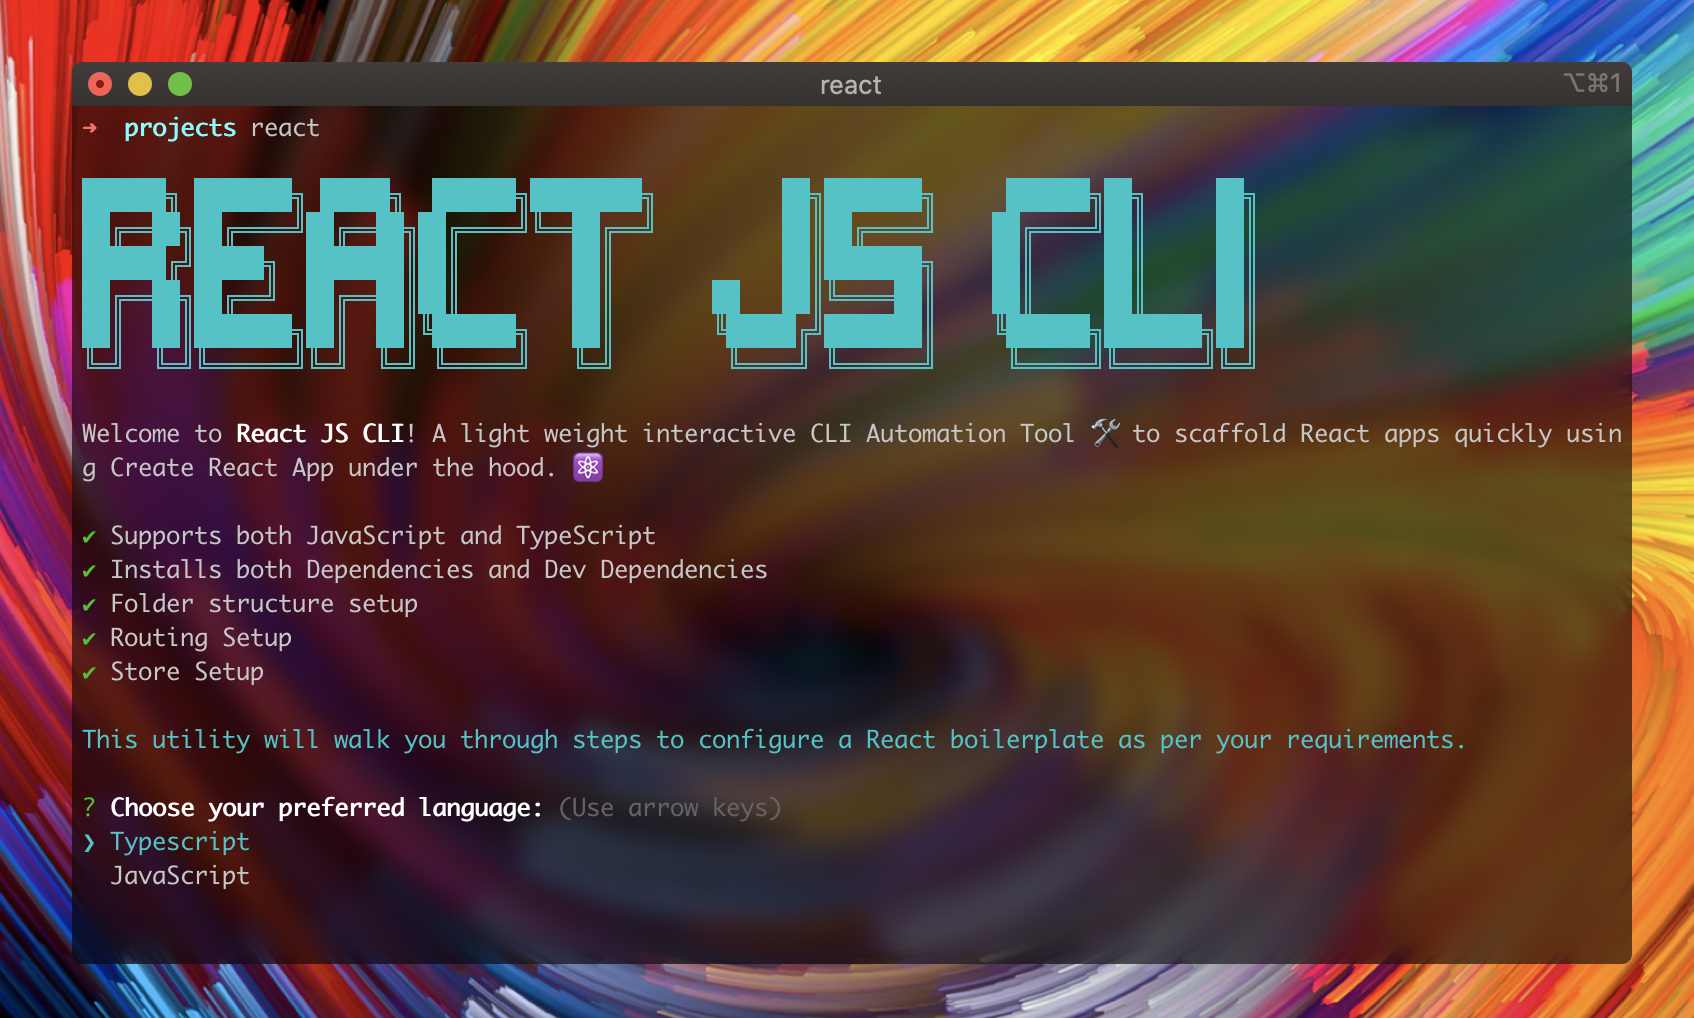 react
⌥⌘1
➜ projects react
REACT JS CLI
Welcome to React JS CLI! A light weight interactive CLI Automation Tool 🛠 to scaffold React apps quickly usin
g Create React App under the hood. ⚛️
✔ Supports both JavaScript and TypeScript
✔ Installs both Dependencies and Dev Dependencies
✔ Folder structure setup
✔ Routing Setup
✔ Store Setup
This utility will walk you through steps to configure a React boilerplate as per your requirements.
? Choose your preferred language: (Use arrow keys)
❯ Typescript
JavaScript